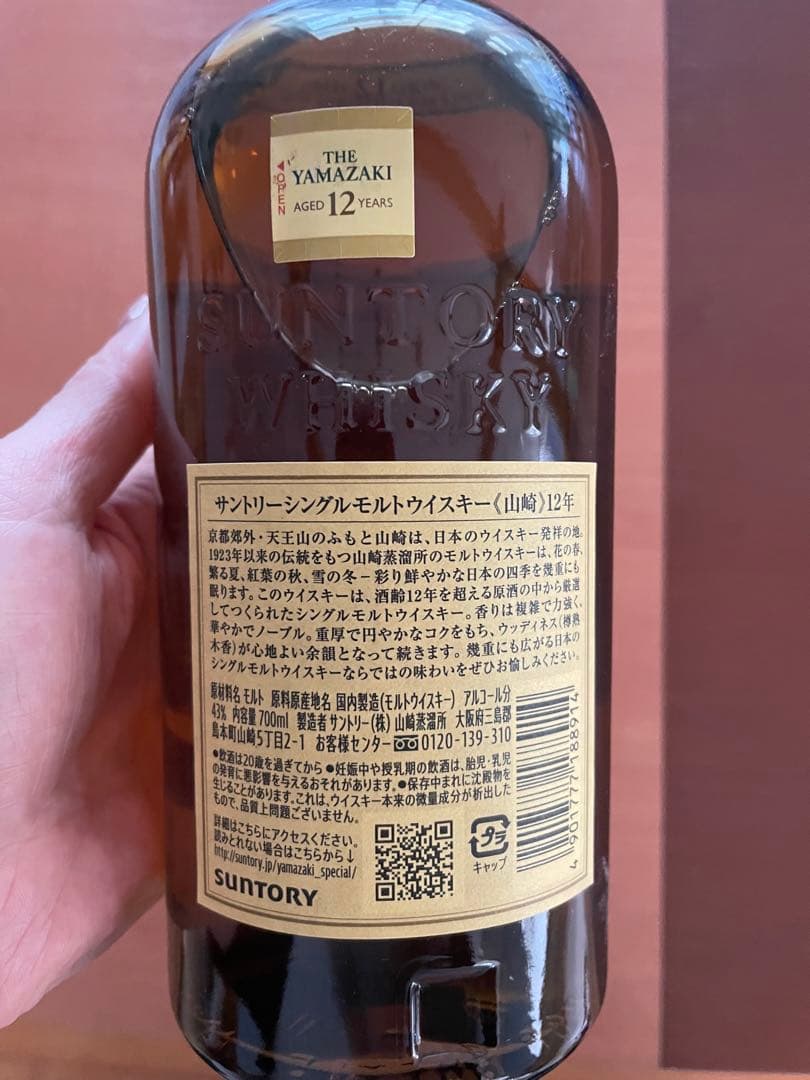 THE
YAMAZAKI
AGED 12 YEARS
◀OPEN
SUNTORY
WHISKY
サントリーシングルモルトウイスキー《山崎》12年
京都郊外・天王山のふもと山崎は、日本のウイスキー発祥の地。
1923年以来の伝統をもつ山崎蒸溜所のモルトウイスキーは、花の春、
繁る夏、紅葉の秋、雪の冬−彩り鮮やかな日本の四季を幾重にも
眠ります。このウイスキーは、酒齢12年を超える原酒の中から厳選
してつくられたシングルモルトウイスキー。香りは複雑で力強く、
華やかでノーブル。重厚で円やかなコクをもち、ウッディネス(樽熟
木香)が心地よい余韻となって続きます。幾重にも広がる日本の
シングルモルトウイスキーならではの味わいをぜひお愉しみください。
原材料名 モルト 原料原産地名 国内製造(モルトウイスキー) アルコール分
43% 内容量700ml 製造者 サントリー(株) 山崎蒸溜所 大阪府三島郡
島本町山崎5丁目2-1 お客様センター 0120-139-310
●飲酒は20歳を過ぎてから ●妊娠中や授乳期の飲酒は、胎児・乳児
の発育に悪影響を与えるおそれがあります。●保存中まれに沈殿物を
生じることがあります。これは、ウイスキー本来の微量成分が析出した
もので、品質上問題ございません。
詳細はこちらにアクセスください。
読みとれない場合はこちらから↓
http://suntory.jp/yamazaki_special/
SUNTORY
プラ
キャップ
4 901777 188914